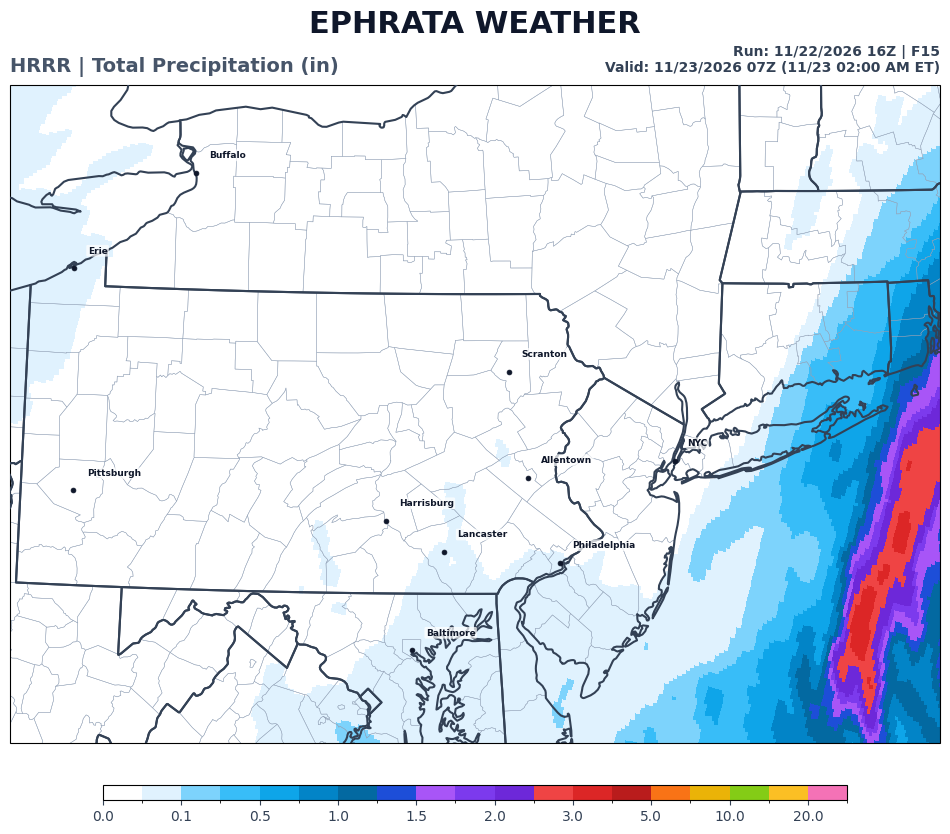 EPHRATA WEATHER
HRRR | Total Precipitation (in)
Run: 11/22/2026 16Z | F15
Valid: 11/23/2026 07Z (11/23 02:00 AM ET)
Buffalo
Erie
Scranton
NYC
Allentown
Pittsburgh
Harrisburg
Lancaster
Philadelphia
Baltimore
0.0 0.1 0.5 1.0 1.5 2.0 3.0 5.0 10.0 20.0